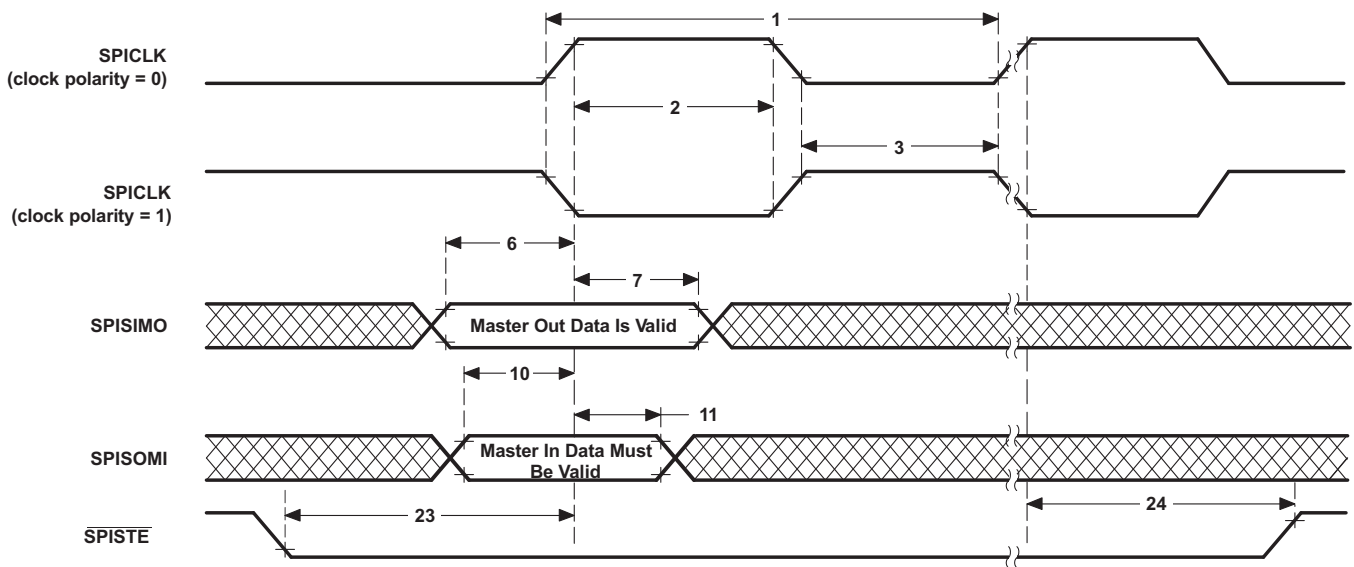 1
SPICLK
(clock polarity = 0)
2
3
SPICLK
(clock polarity = 1)
6
7
SPISIMO
Master Out Data Is Valid
10
11
SPISOMI
Master In Data Must
Be Valid
23
24
SPISTE